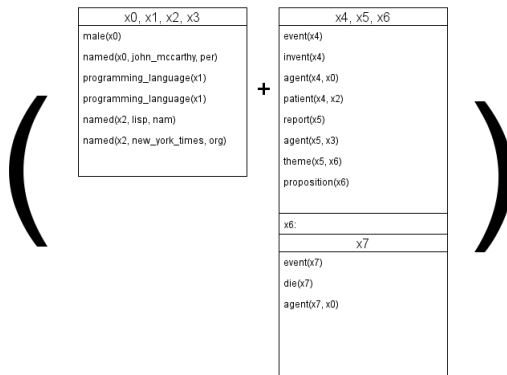 x0, x1, x2, x3
male(x0)
named(x0, john_mccarthy, per)
programming_language(x1)
programming_language(x1)
named(x2, lisp, nam)
named(x2, new_york_times, org)
+
x4, x5, x6
event(x4)
invent(x4)
agent(x4, x0)
patient(x4, x2)
report(x5)
agent(x5, x3)
theme(x5, x6)
proposition(x6)
x6:
x7
event(x7)
die(x7)
agent(x7, x0)